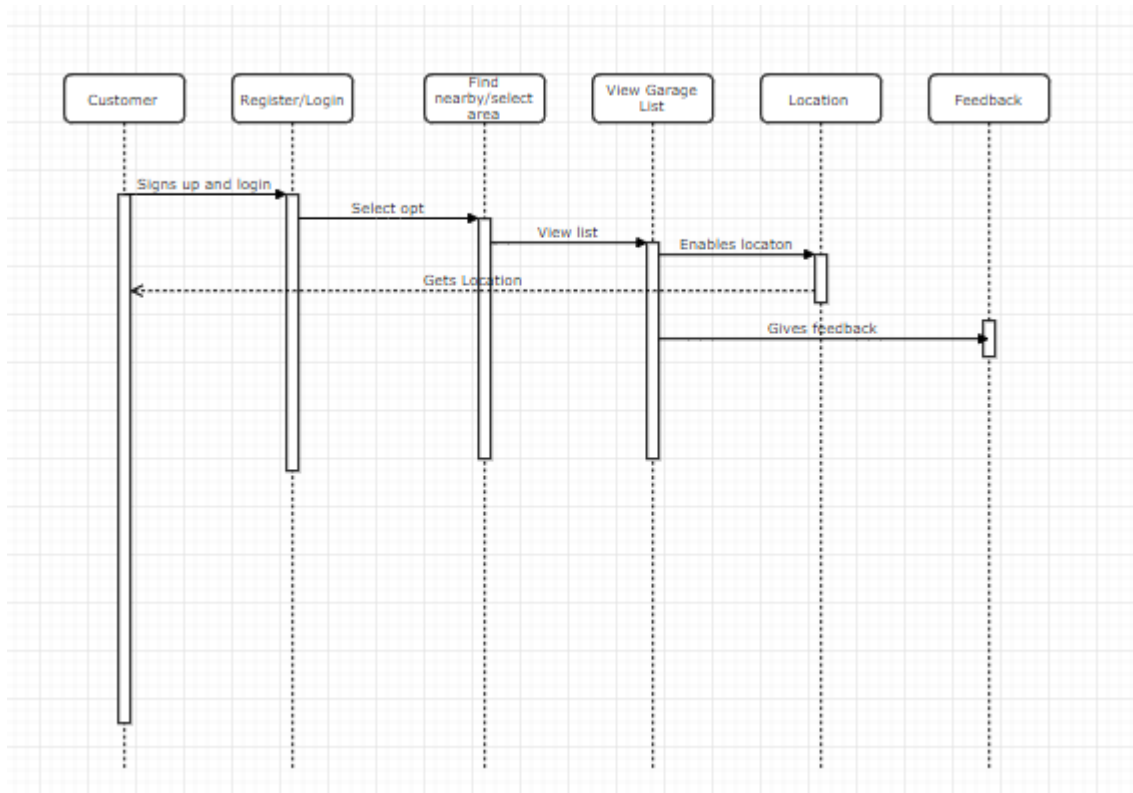 Customer
Register/Login
Find
nearby/select
area
View Garage
List
Location
Feedback
Signs up and login
Select opt
View list
Enables locaton
Gets Location
Gives feedback